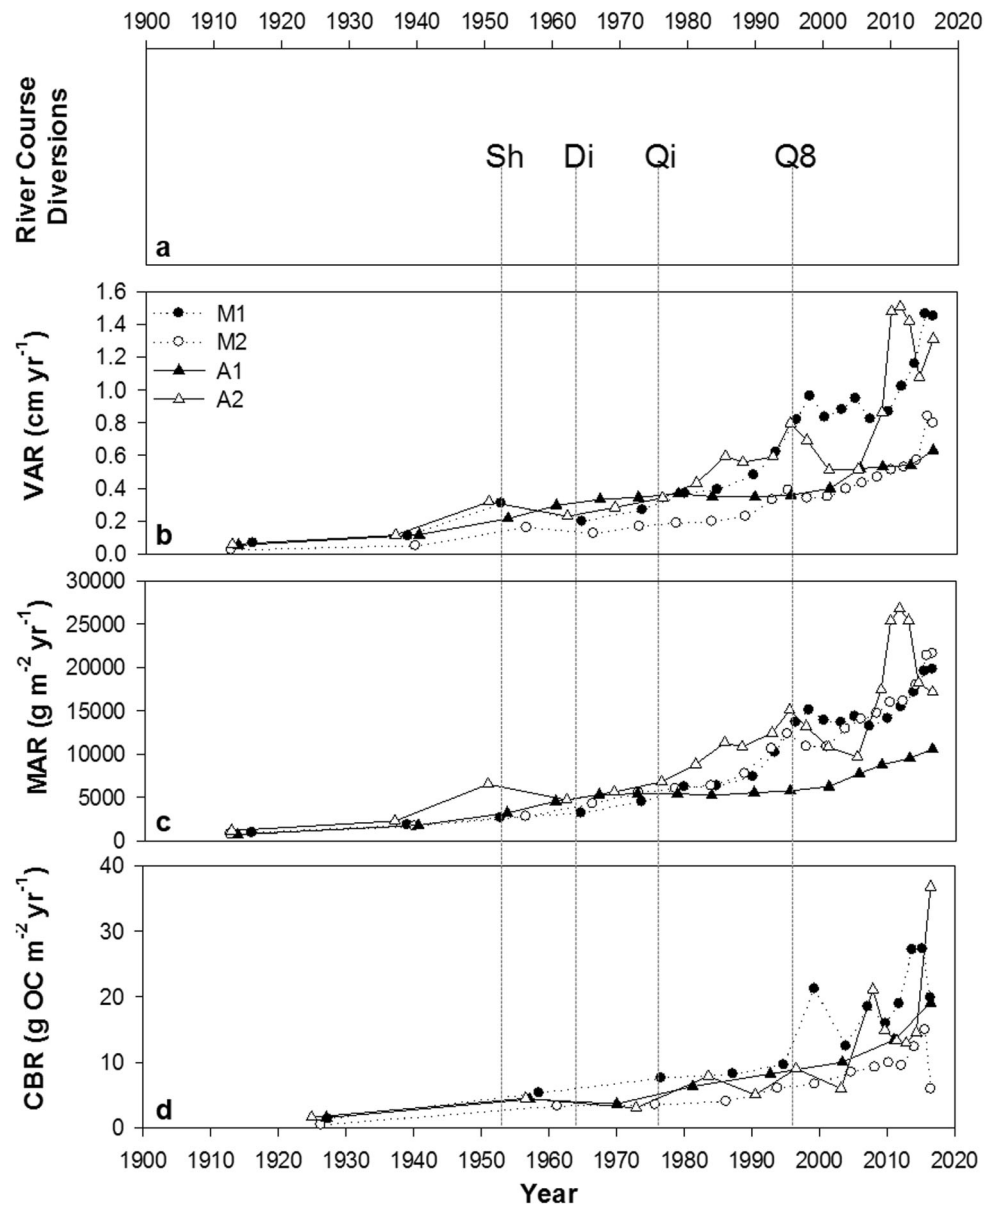 1900 1910 1920 1930 1940 1950 1960 1970 1980 1990 2000 2010 2020
River Course
Diversions
Sh Di Qi Q8
a
1.6
1.4
1.2
1.0
0.8
0.6
0.4
0.2
0.0
VAR (cm yr-1)
M1
M2
A1
A2
b
30000
25000
20000
15000
10000
5000
0
MAR (g m-2 yr-1)
c
40
30
20
10
0
CBR (g OC m-2 yr-1)
d
1900 1910 1920 1930 1940 1950 1960 1970 1980 1990 2000 2010 2020
Year